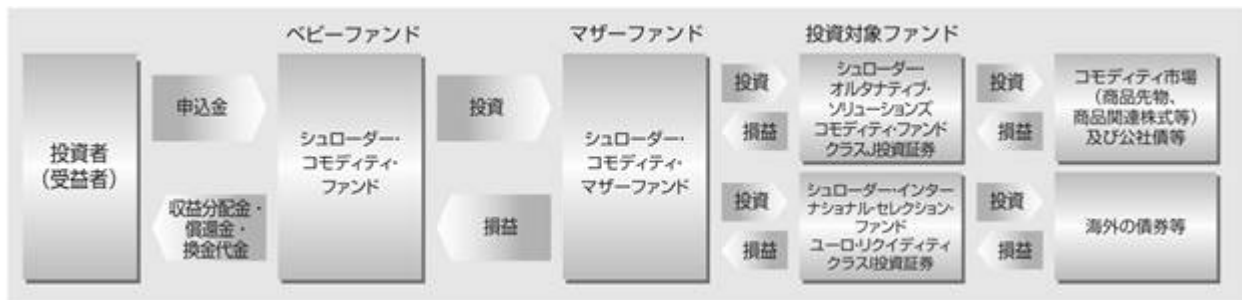 ベビーファンド
マザーファンド
投資対象ファンド
投資者
（受益者）
申込金
収益分配金・
償還金・
換金代金
シュローダー・
コモディティ・
ファンド
投資
損益
シュローダー・
コモディティ・
マザーファンド
投資
損益
シュローダー・
オルタナティブ・
ソリューションズ
コモディティ・ファンド
クラスJ投資証券
投資
損益
コモディティ市場
（商品先物、
商品関連株式等）
及び公社債等
投資
損益
シュローダー・インター
ナショナル・セレクション・
ファンド
ユーロ・リクイディティ
クラスI投資証券
投資
損益
海外の債券等